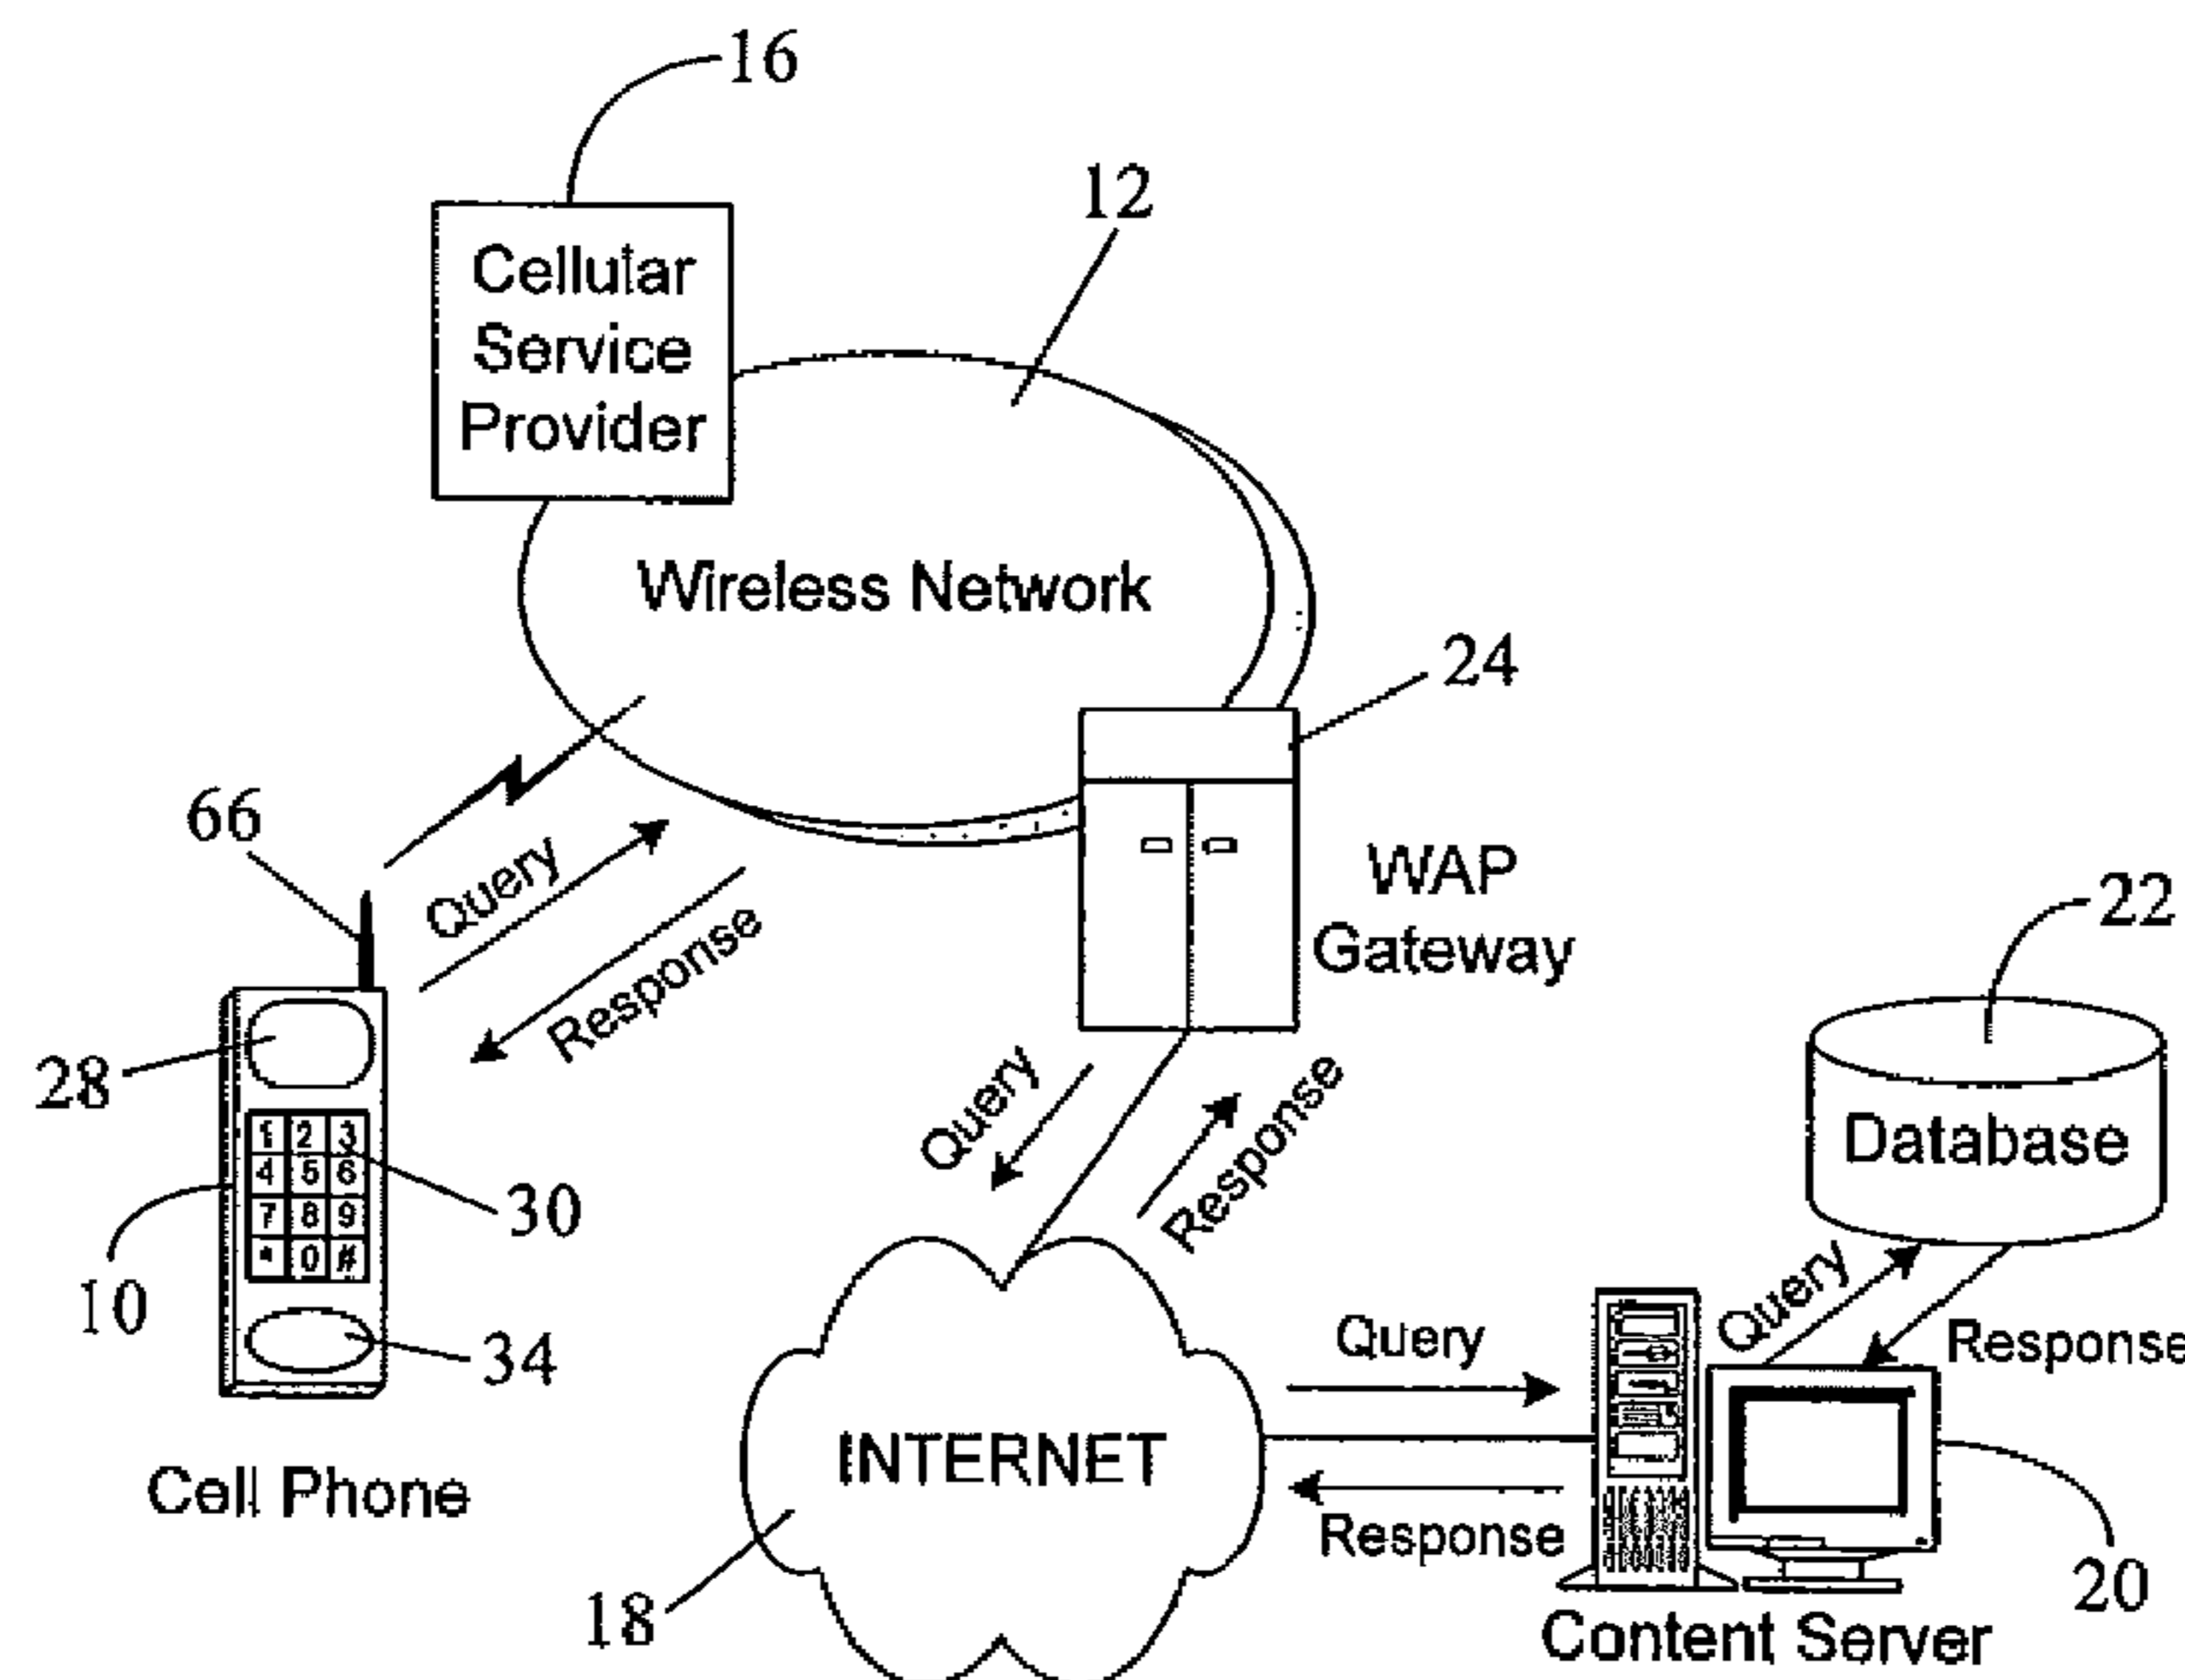 16
12
Cellular
Service
Provider
Wireless Network
24
66
Query
Response
WAP
Gateway
22
28
Query
Response
Database
1 2 3
4 5 6
7 8 9
* 0 #
30
10
34
Query
Query
Response
INTERNET
Cell Phone
Response
18
20
Content Server